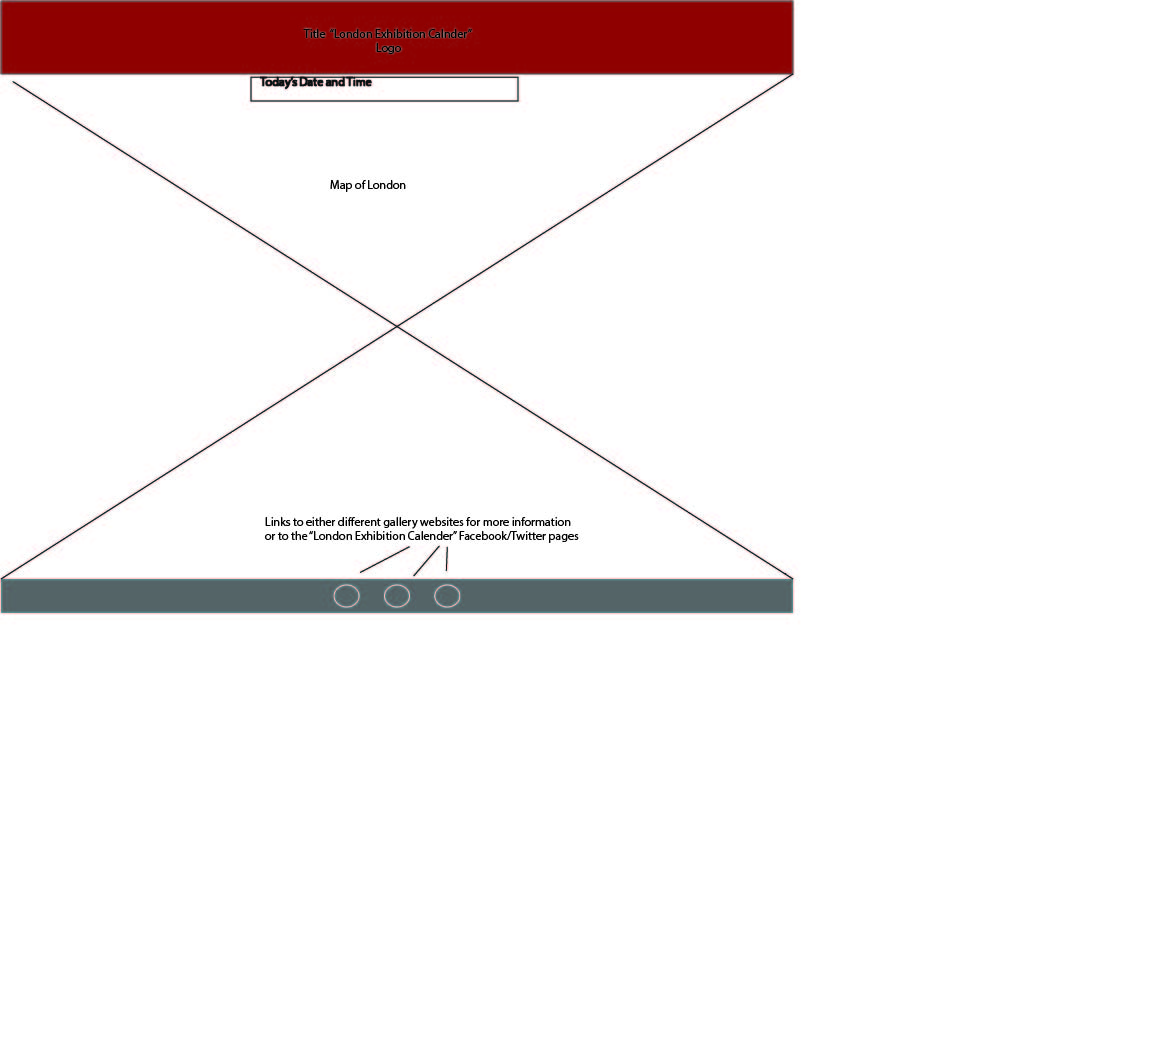 Title: “London Exhibition Calnder”
Logo
Today's Date and Time
Map of London
Links to either different gallery websites for more information
or to the “London Exhibition Calender” Facebook/Twitter pages